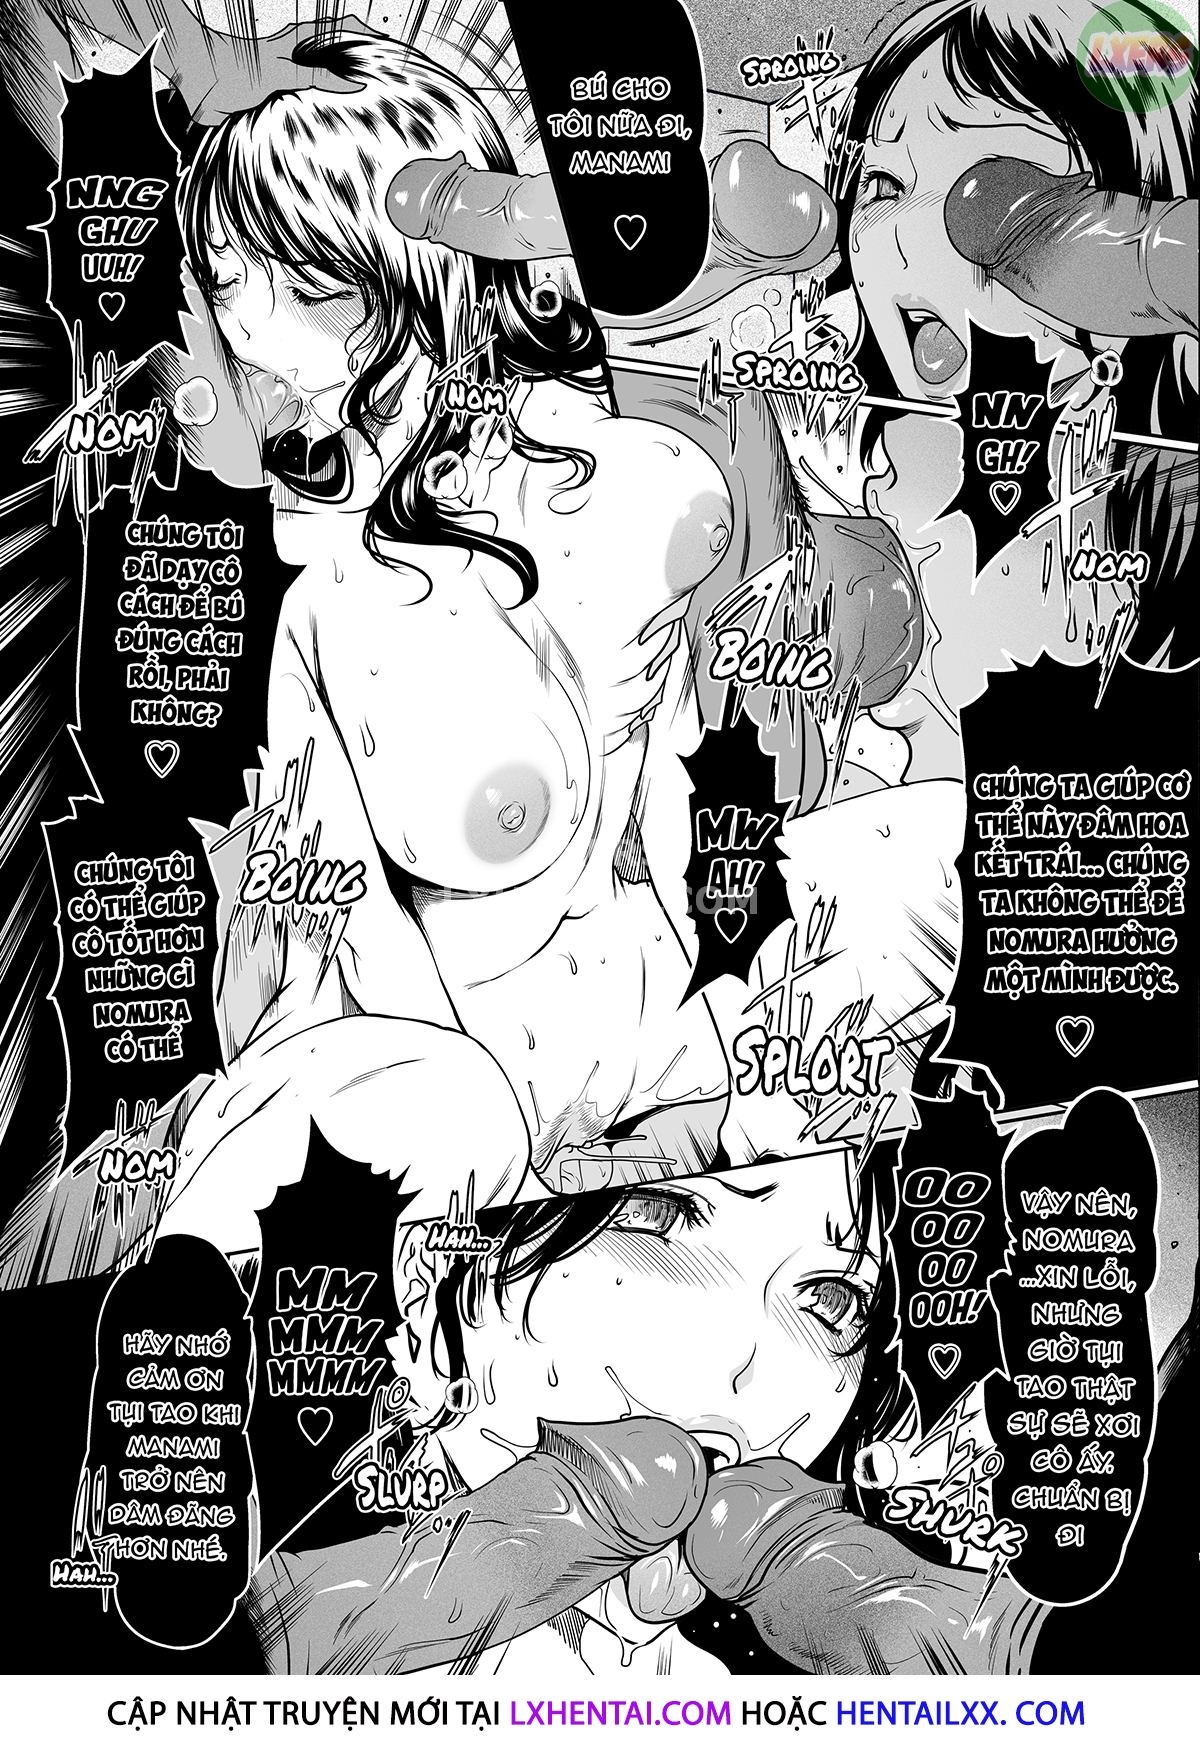 LXERS
SPROING
BÚ CHO
TÔI NỮA ĐI,
MANAMI
♡
SPROING
NN
GH!
♡
NOM
CHÚNG TA GIÚP CƠ
THỂ NÀY ĐÂM HOA
KẾT TRÁI... CHÚNG
TA KHÔNG THỂ ĐỂ
NOMURA HƯỞNG
MỘT MÌNH ĐƯỢC.
♡
NNG
GHU
UUH!
♡
NOM
NOM
BOING
MW
AH!
♡
CHÚNG TÔI
ĐÃ DẠY CÔ
CÁCH ĐỂ BÚ
ĐÚNG CÁCH
RỒI, PHẢI
KHÔNG?
♡
BOING
CHÚNG TÔI
CÓ THỂ GIÚP
CÔ TỐT HƠN
NHỮNG GÌ
NOMURA
CÓ THỂ
NOM
SPLORT
VẬY NÊN,
NOMURA
...XIN LỖI,
NHƯNG
GIỜ TỤI
TAO THẬT
SỰ SẼ XƠI
CÔ ẤY.
CHUẨN BỊ
ĐI
OO
OO
OO
OOH!
♡
HAH...
MM
MMM
MMMM
♡
SLURP
SHURK
HÃY NHỚ
CẢM ƠN
TỤI TAO KHI
MANAMI
TRỞ NÊN
DÂM ĐÃNG
HƠN NHÉ.
HAH...
CẬP NHẬT TRUYỆN MỚI TẠI LXHENTAI.COM HOẶC HENTAILXX. COM